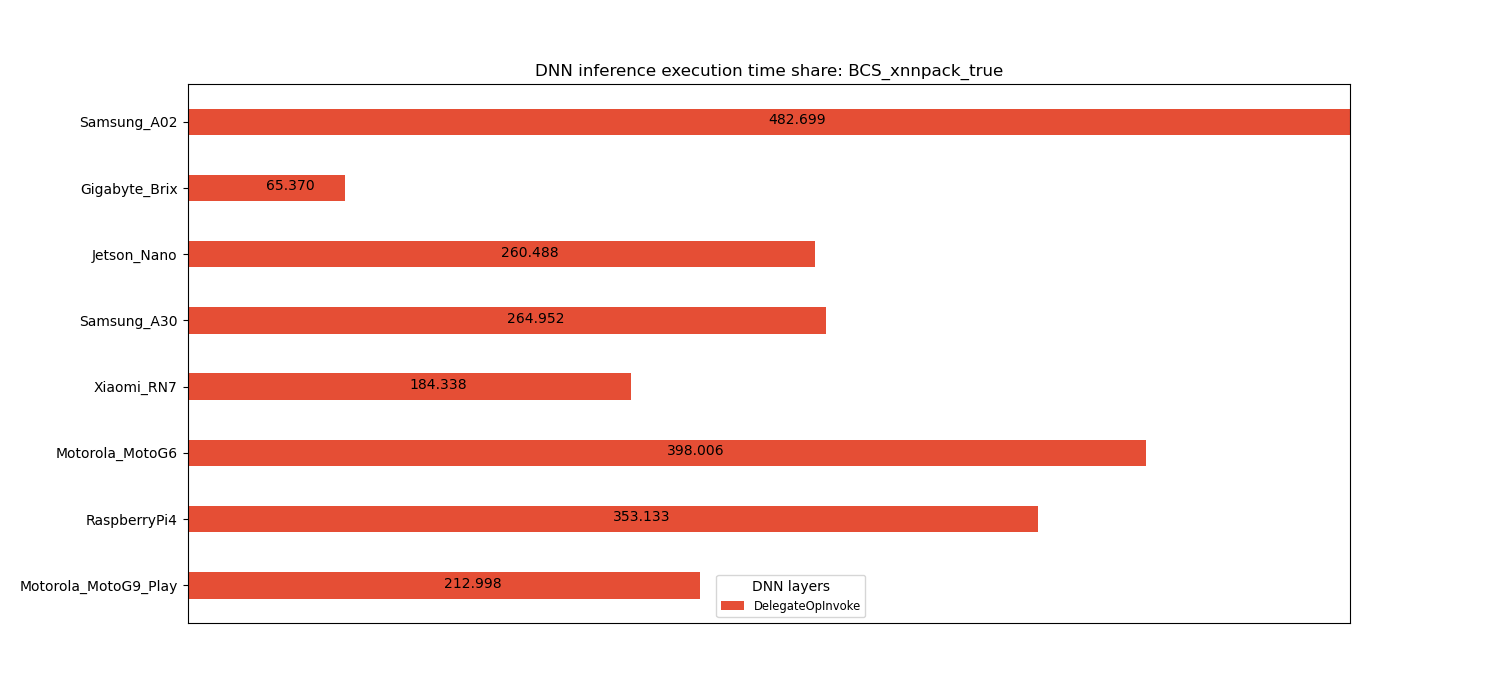 DNN inference execution time share: BCS_xnnpack_true
Samsung_A02 482.699
Gigabyte_Brix 65.370
Jetson_Nano 260.488
Samsung_A30 264.952
Xiaomi_RN7 184.338
Motorola_MotoG6 398.006
RaspberryPi4 353.133
Motorola_MotoG9_Play 212.998
DNN layers
DelegateOpInvoke